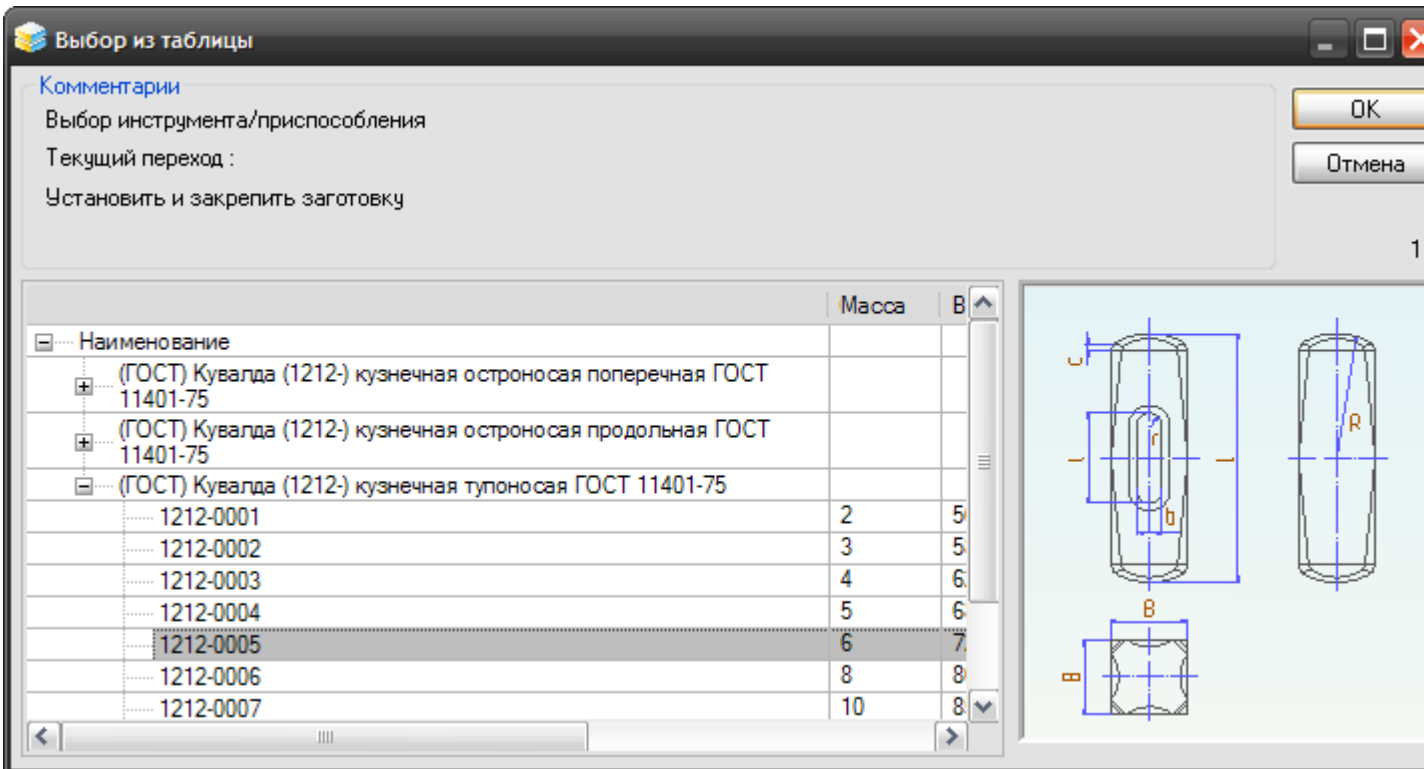 Выбор из таблицы
Комментарии
Выбор инструмента/приспособления
Текущий переход :
Установить и закрепить заготовку
OK
Отмена
1
Масса B
Наименование
(ГОСТ) Кувалда (1212-) кузнечная остроносая поперечная ГОСТ
11401-75
(ГОСТ) Кувалда (1212-) кузнечная остроносая продольная ГОСТ
11401-75
(ГОСТ) Кувалда (1212-) кузнечная тупоносая ГОСТ 11401-75
1212-0001 2
1212-0002 3
1212-0003 4
1212-0004 5
1212-0005 6
1212-0006 8
1212-0007 10
c
l
r
b
l
R
B
B